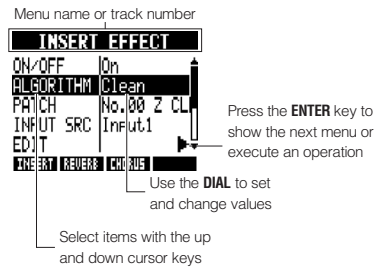 Menu name or track number
INSERT EFFECT
ON/OFF On
ALGORITHM Clean
PATCH No.00 Z CL
INPUT SRC Input1
EDIT
INSERT REVERB CHORUS
Press the ENTER key to
show the next menu or
execute an operation
Use the DIAL to set
and change values
Select items with the up
and down cursor keys